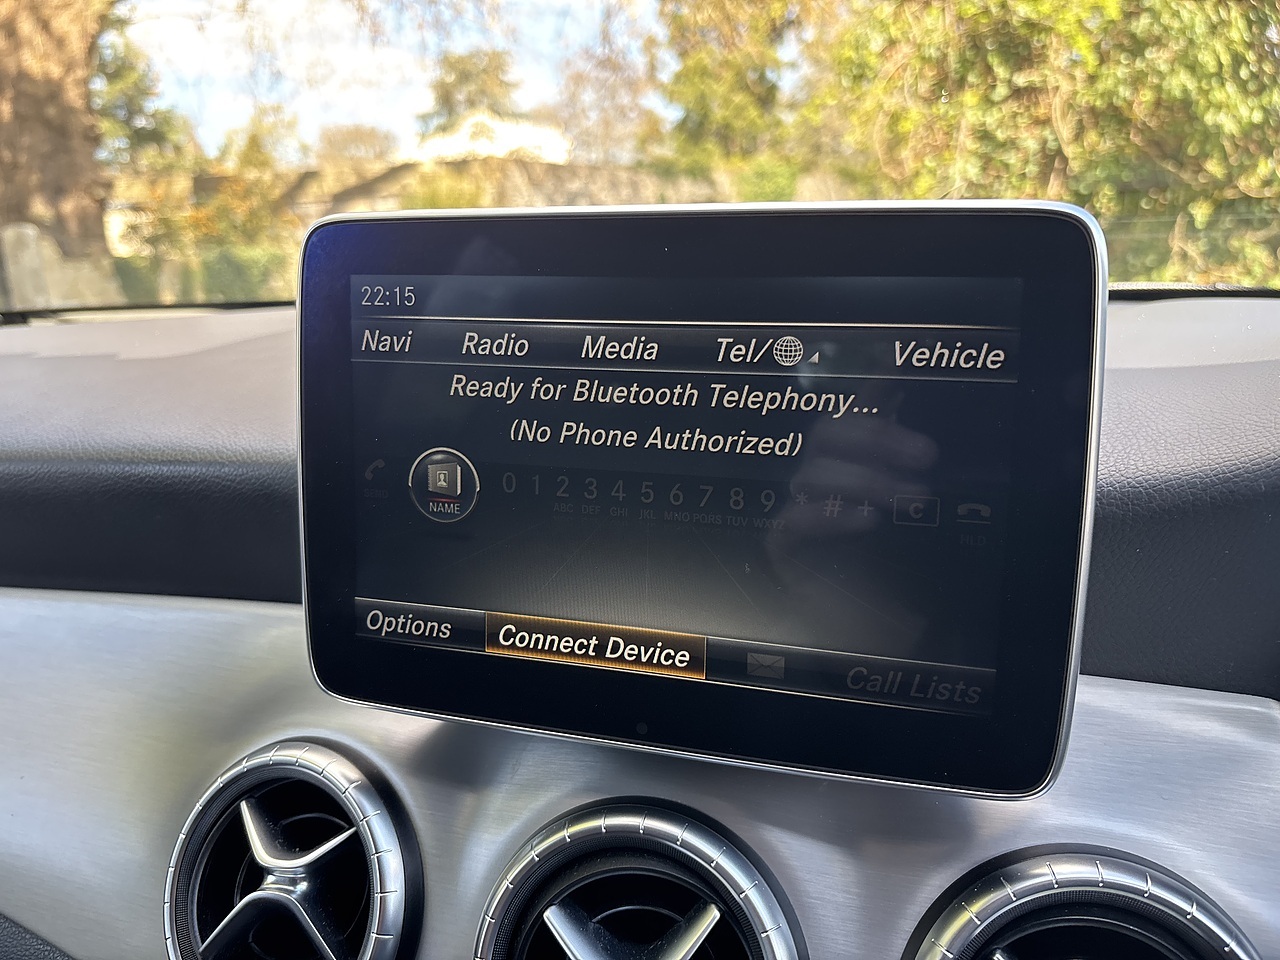 22:15
Navi Radio Media Tel/ Vehicle
Ready for Bluetooth Telephony...
(No Phone Authorized)
SEND NAME 0 1 2 3 4 5 6 7 8 9 * # + C
ABC DEF GHI JKL MNO PQRS TUV WXYZ
Options Connect Device Call Lists